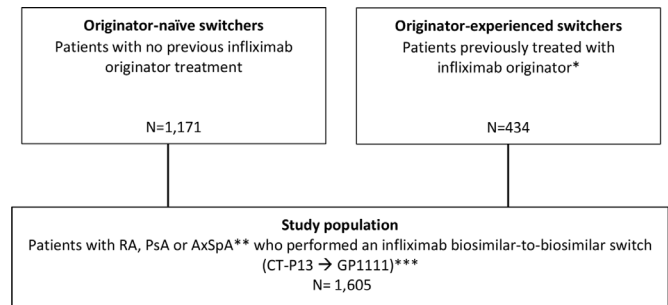 Originator-naïve switchers
Patients with no previous infliximab
originator treatment
N=1,171
Originator-experienced switchers
Patients previously treated with
infliximab originator*
N=434
Study population
Patients with RA, PsA or AxSpA** who performed an infliximab biosimilar-to-biosimilar switch
(CT-P13 → GP1111)***
N= 1,605